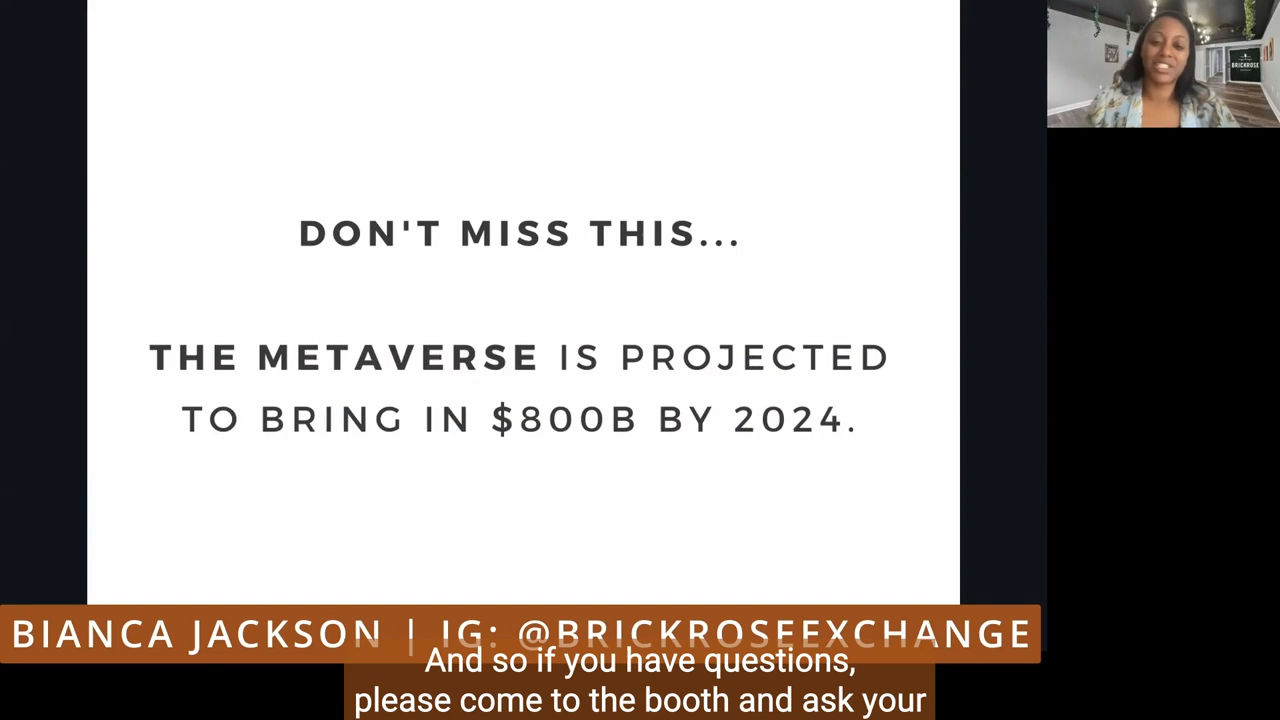 DON'T MISS THIS...
THE METAVERSE IS PROJECTED
TO BRING IN $800B BY 2024.
BRICKROSE
BIANCA JACKSON | IG: @BRICKROSEEXCHANGE
And so if you have questions,
please come to the booth and ask your